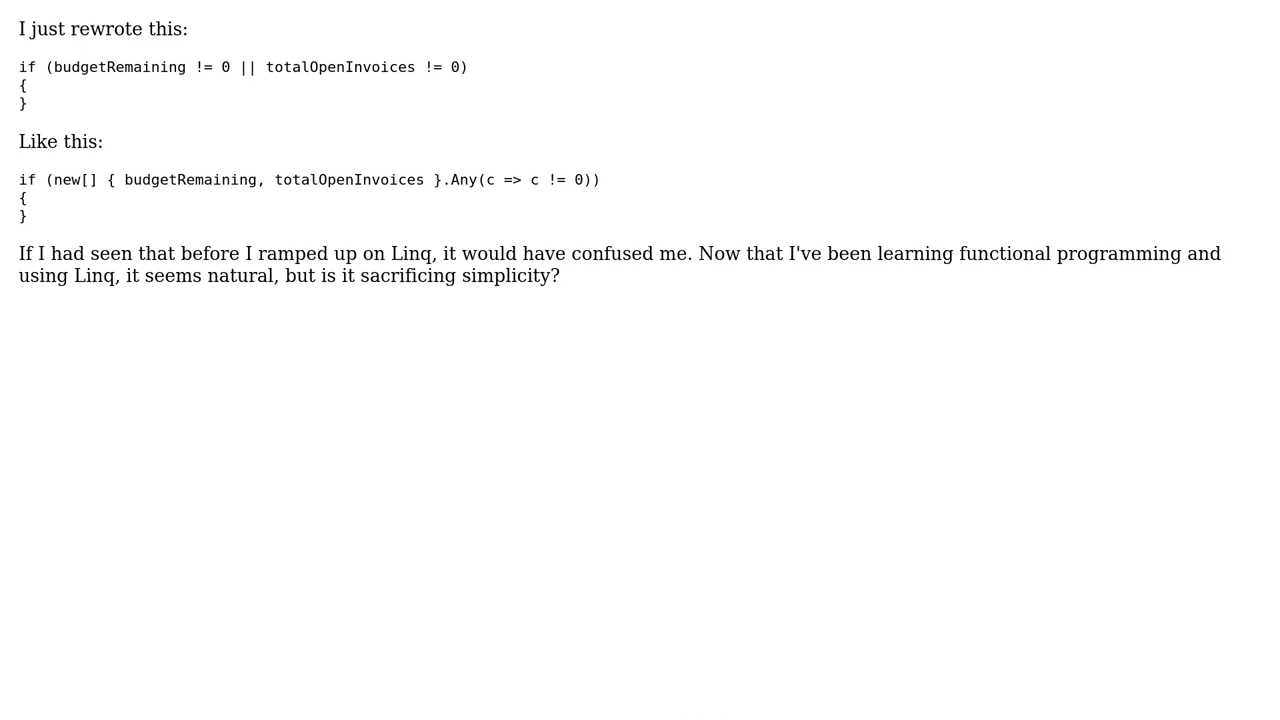 I just rewrote this:
if (budgetRemaining != 0 || totalOpenInvoices != 0)
{
}
Like this:
if (new[] { budgetRemaining, totalOpenInvoices }.Any(c => c != 0))
{
}
If I had seen that before I ramped up on Linq, it would have confused me. Now that I've been learning functional programming and
using Linq, it seems natural, but is it sacrificing simplicity?